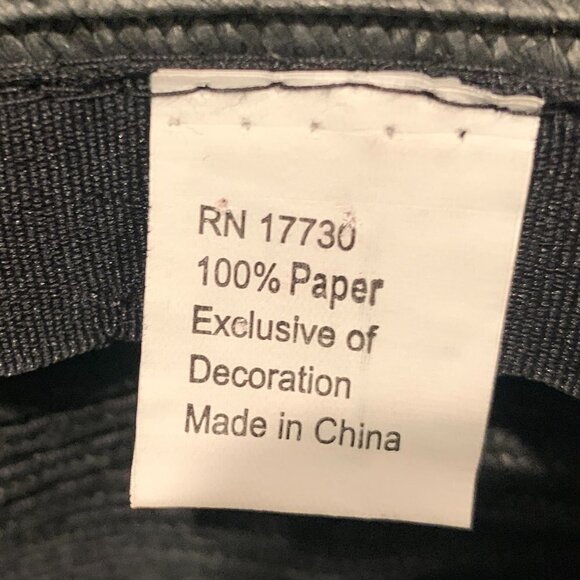 RN 17730
100% Paper
Exclusive of
Decoration
Made in China